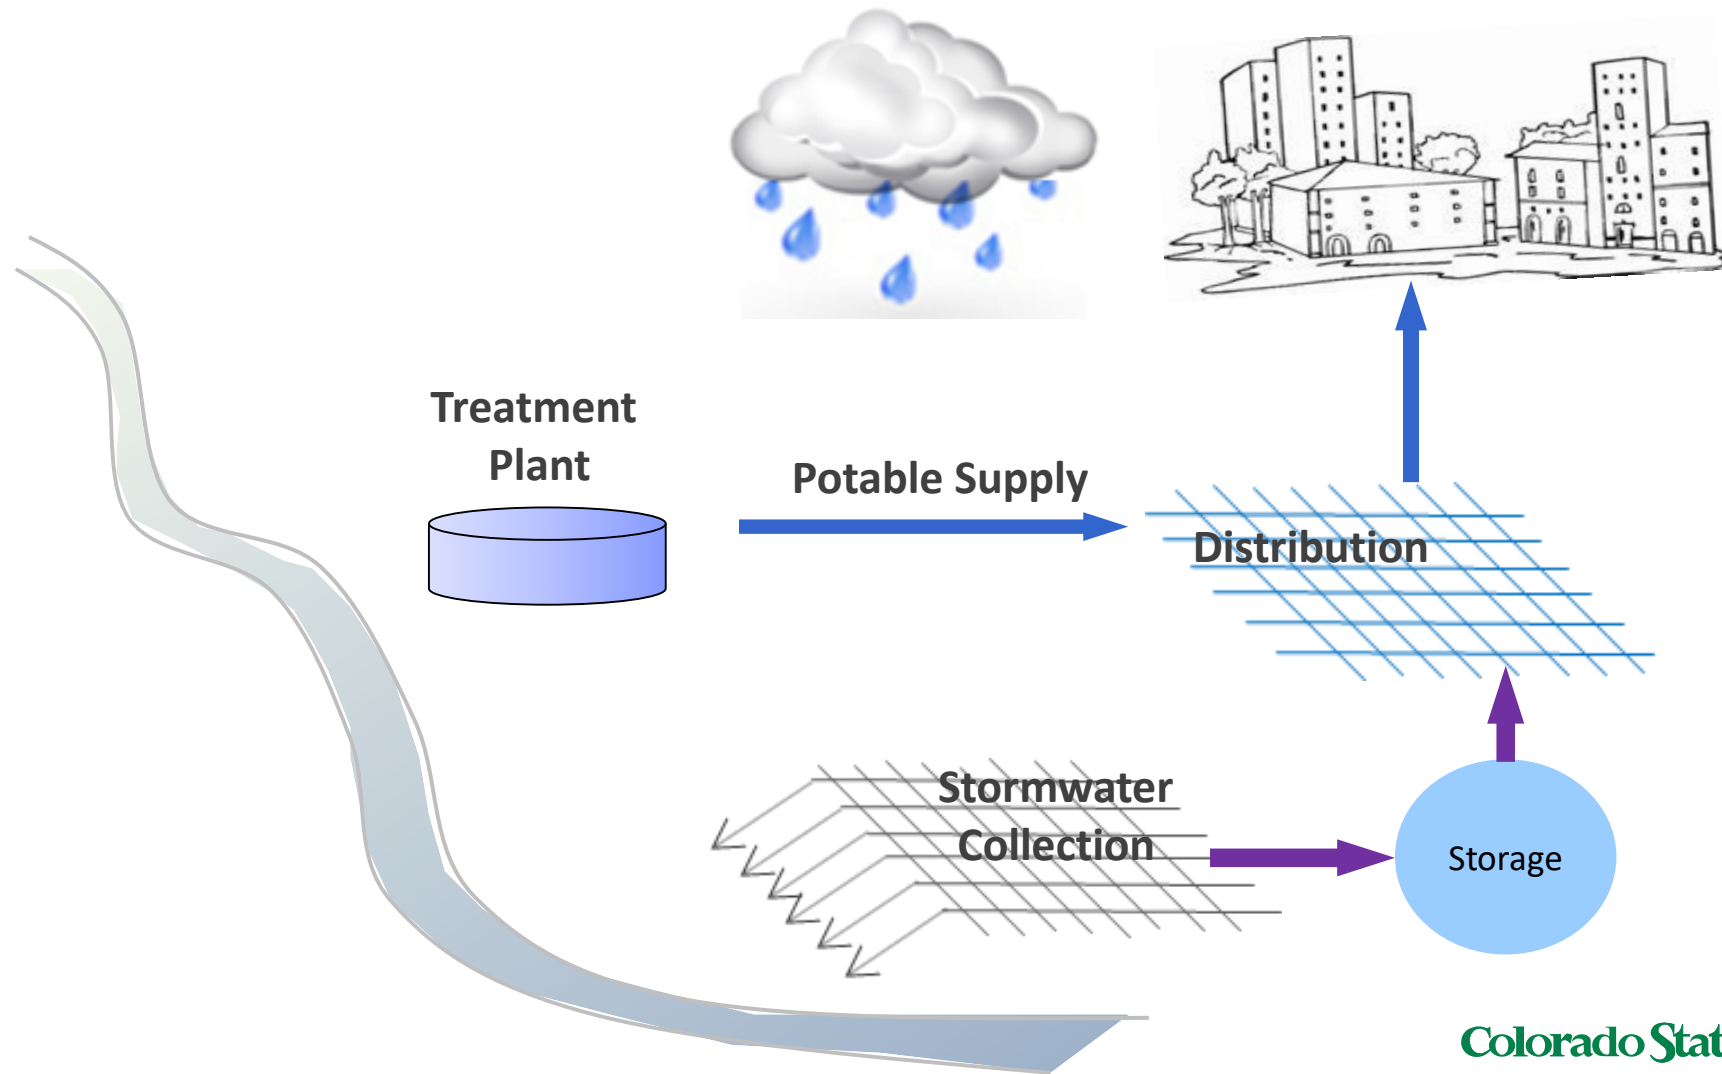 Treatment
Plant
Potable Supply
Distribution
Stormwater
Collection
Storage
Colorado Stat